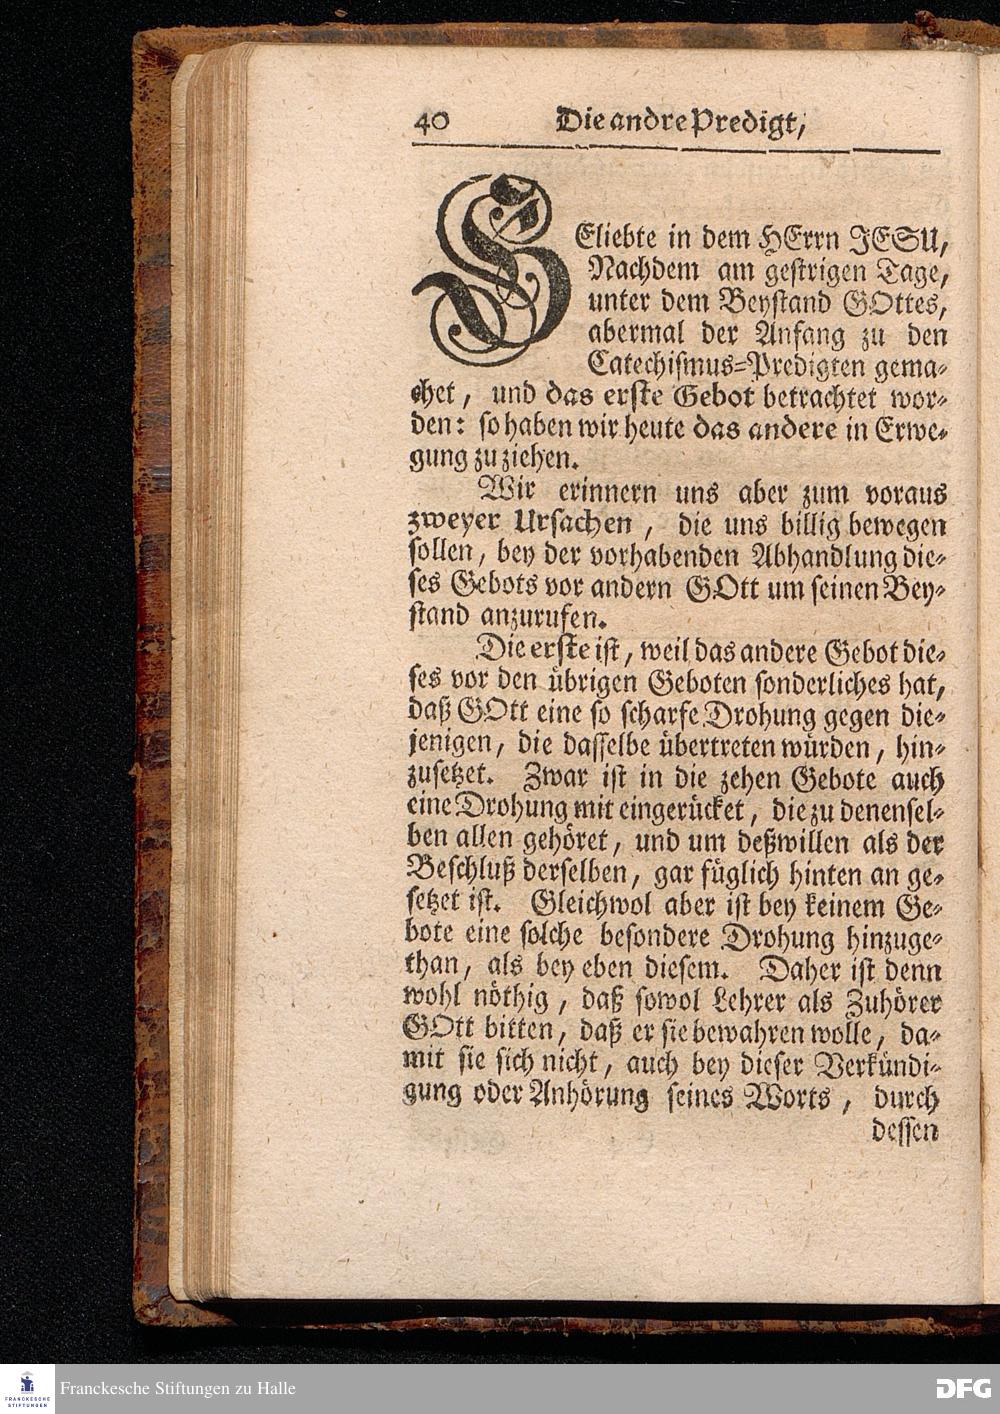 40 Die andre Predigt,
GEliebte in dem HErrn JESU,
Nachdem am gestrigen Tage,
unter dem Beystand GOttes,
abermal der Anfang zu den
Catechismus=Predigten gema=
chet, und das erste Gebot betrachtet wor=
den: so haben wir heute das andere in Erwe=
gung zu ziehen.
Wir erinnern uns aber zum voraus
zweyer Ursachen, die uns billig bewegen
sollen, bey der vorhabenden Abhandlung die=
ses Gebots vor andern GOtt um seinen Bey=
stand anzurufen.
Die erste ist, weil das andere Gebot die=
ses vor den übrigen Geboten sonderliches hat,
daß GOtt eine so scharfe Drohung gegen die=
jenigen, die dasselbe übertreten würden, hin=
zusetzet. Zwar ist in die zehen Gebote auch
eine Drohung mit eingerücket, die zu denensel=
ben allen gehöret, und um deßwillen als der
Beschluß derselben, gar füglich hinten an ge=
setzet ist. Gleichwol aber ist bey keinem Ge=
bote eine solche besondere Drohung hinzuge=
than, als bey eben diesem. Daher ist denn
wohl nöthig, daß sowol Lehrer als Zuhörer
GOtt bitten, daß er sie bewahren wolle, da=
mit sie sich nicht, auch bey dieser Verkündi=
gung oder Anhörung seines Worts, durch
dessen
FRANCKESCHE
STIFTUNGEN
Franckesche Stiftungen zu Halle
DFG